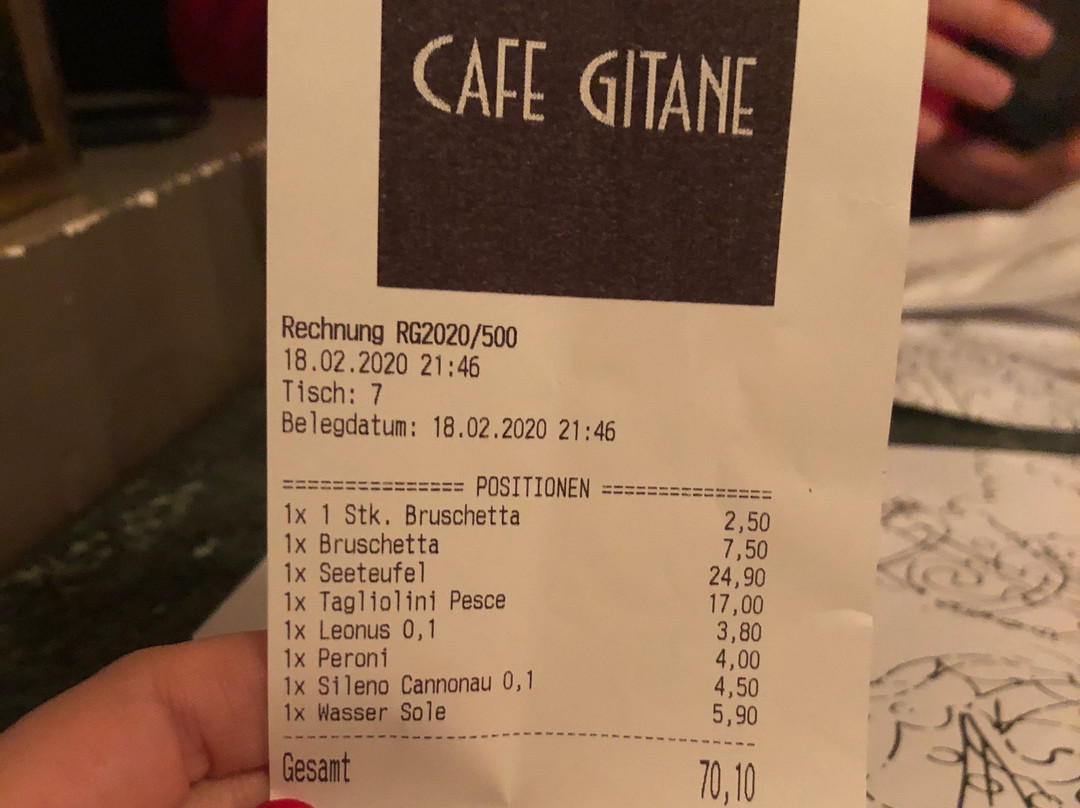 CAFE GITANE
Rechnung RG2020/500
18.02.2020 21:46
Tisch: 7
Belegdatum: 18.02.2020 21:46
=============== POSITIONEN ===============
1x 1 Stk. Bruschetta 2,50
1x Bruschetta 7,50
1x Seeteufel 24,90
1x Tagliolini Pesce 17,00
1x Leonus 0,1 3,80
1x Peroni 4,00
1x Sileno Cannonau 0,1 4,50
1x Wasser Sole 5,90
Gesamt 70,10